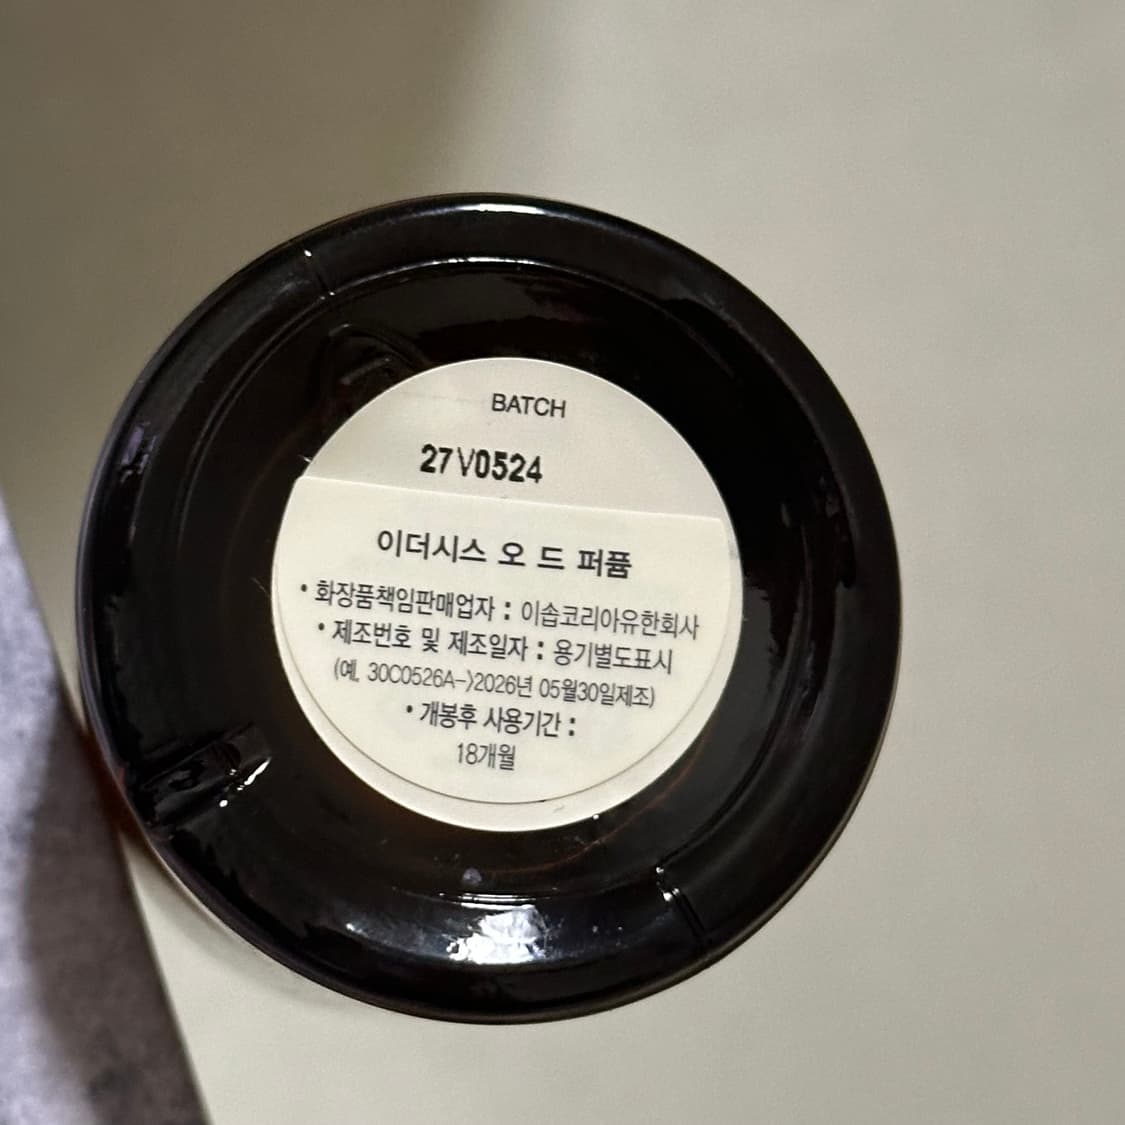 BATCH
27V0524
이더시스 오 드 퍼퓸
• 화장품책임판매업자 : 이솝코리아유한회사
• 제조번호 및 제조일자 : 용기별도표시
(예, 30C0526A->2026년 05월30일제조)
• 개봉후 사용기간 :
18개월